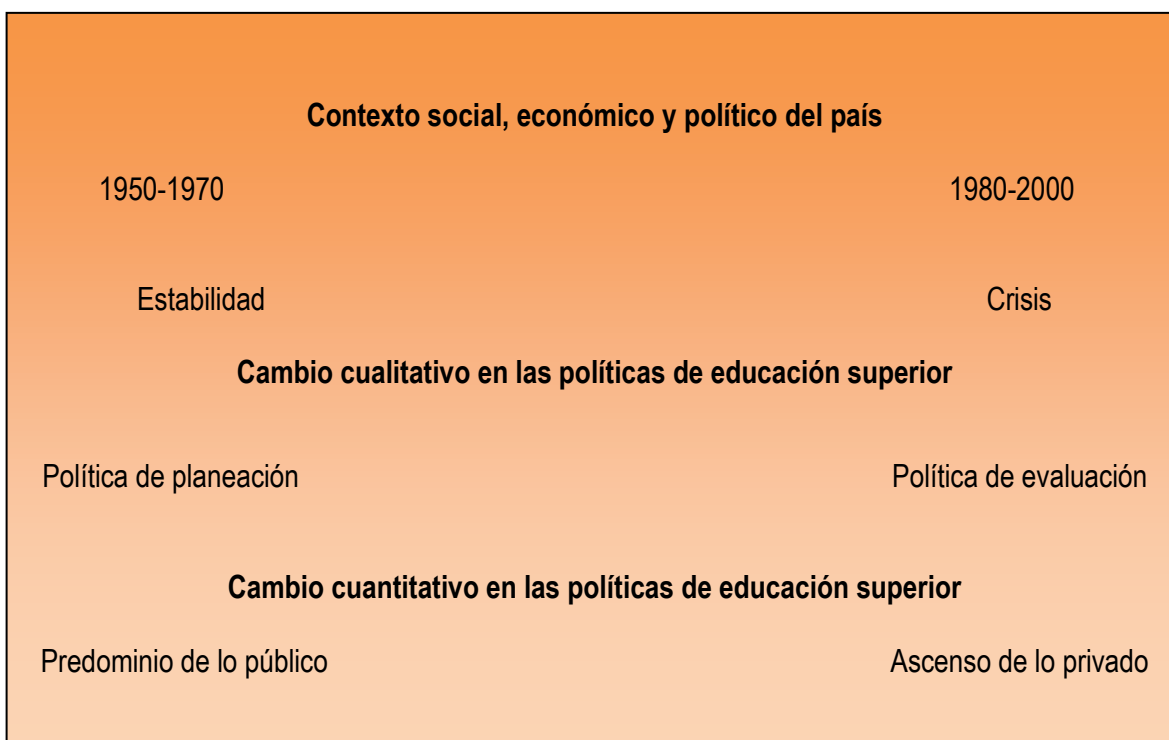 Contexto social, económico y político del país
1950-1970 1980-2000
Estabilidad Crisis
Cambio cualitativo en las políticas de educación superior
Política de planeación Política de evaluación
Cambio cuantitativo en las políticas de educación superior
Predominio de lo público Ascenso de lo privado